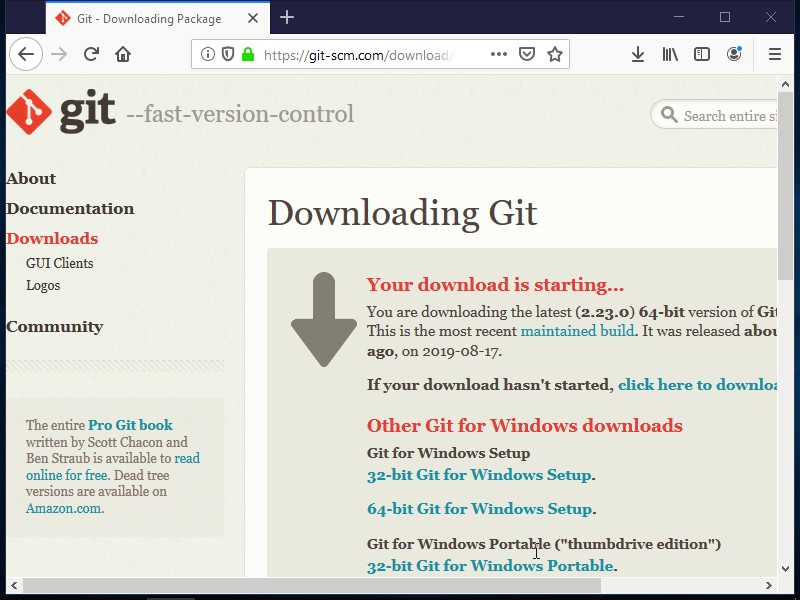 Git - Downloading Package
https://git-scm.com/download/
git --fast-version-control
Search entire
About
Documentation
Downloads
GUI Clients
Logos
Community
The entire Pro Git book
written by Scott Chacon and
Ben Straub is available to read
online for free. Dead tree
versions are available on
Amazon.com.
Downloading Git
Your download is starting...
You are downloading the latest (2.23.0) 64-bit version of Git
This is the most recent maintained build. It was released
ago, on 2019-08-17.
If your download hasn't started, click here to
Other Git for Windows downloads
Git for Windows Setup
32-bit Git for Windows Setup.
64-bit Git for Windows Setup.
Git for Windows Portable ("thumbdrive edition")
32-bit Git for Windows Portable.